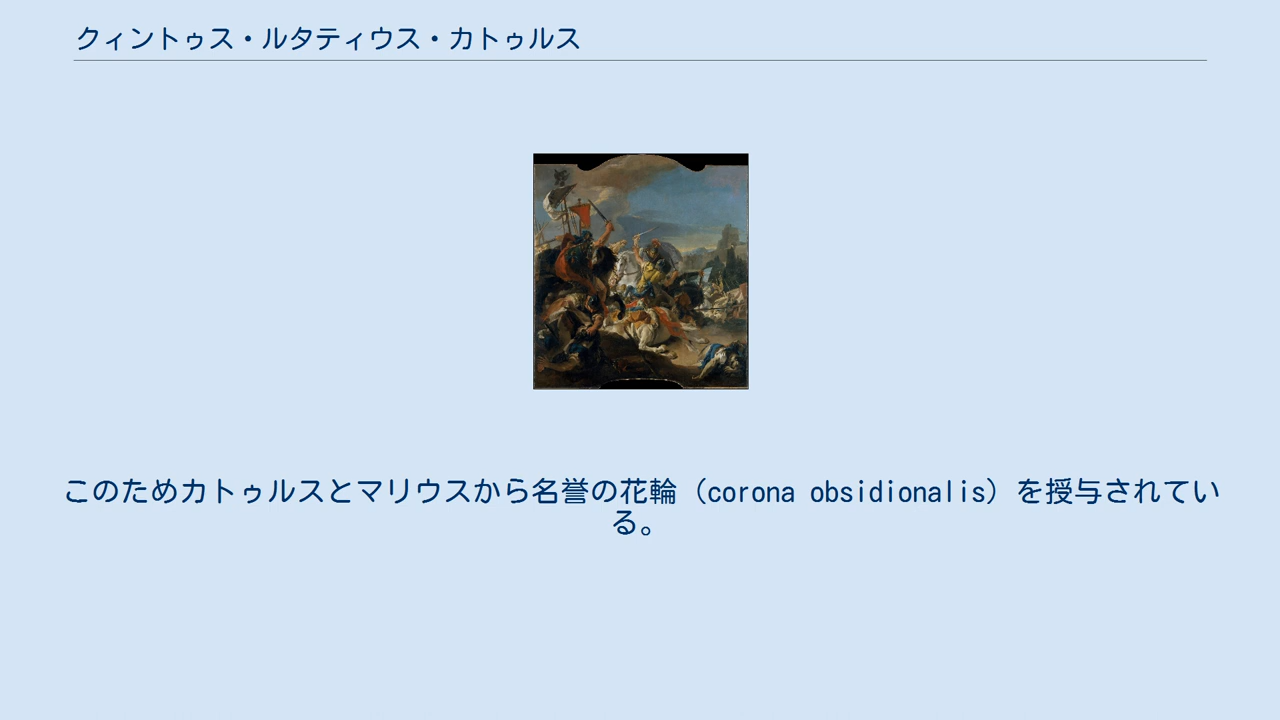 クィントゥス・ルタティウス・カトゥルス
このためカトゥルスとマリウスから名誉の花輪（corona obsidionalis）を授与されてい
る。